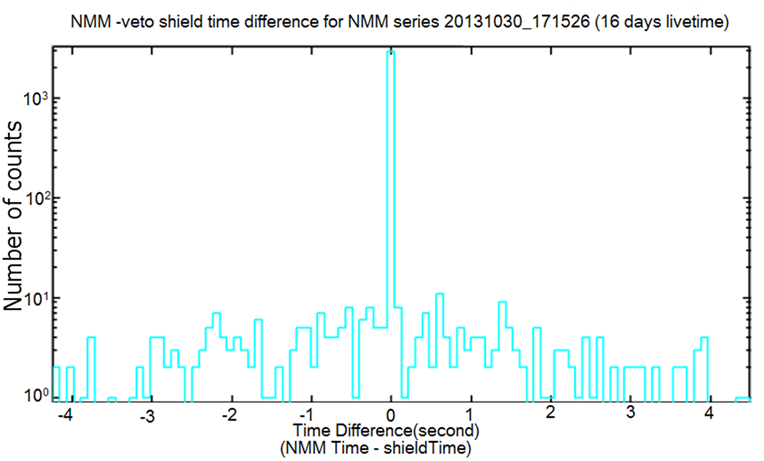 NMM -veto shield time difference for NMM series 20131030_171526 (16 days livetime)
Number of counts
10³
10²
10¹
10⁰
-4 -3 -2 -1 0 1 2 3 4
Time Difference(second)
(NMM Time - shieldTime)